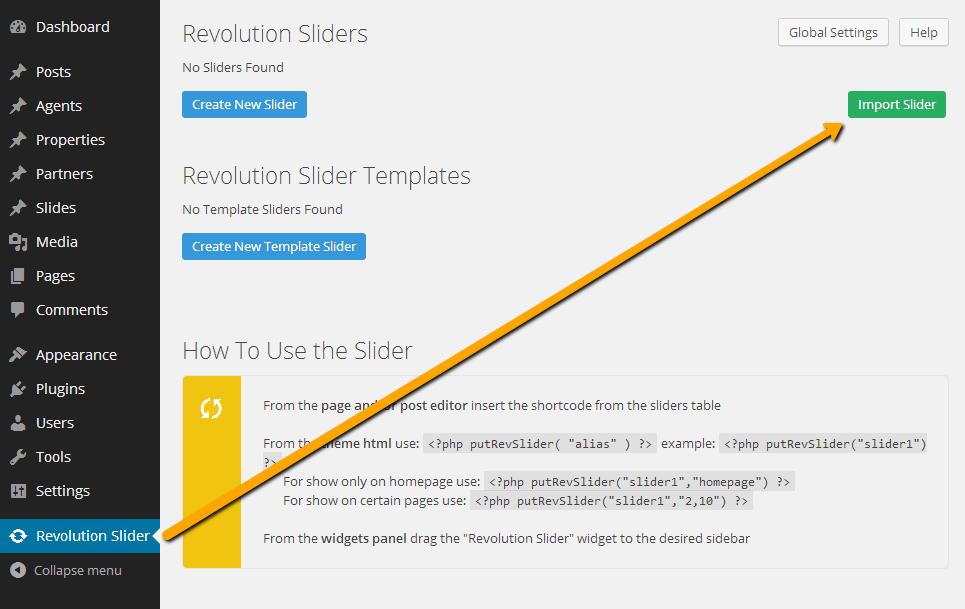 Dashboard
Posts
Agents
Properties
Partners
Slides
Media
Pages
Comments
Appearance
Plugins
Users
Tools
Settings
Revolution Slider
Collapse menu
Revolution Sliders
Global Settings
Help
No Sliders Found
Create New Slider
Import Slider
Revolution Slider Templates
No Template Sliders Found
Create New Template Slider
How To Use the Slider
From the page and/or post editor insert the shortcode from the sliders table
From the theme html use: <?php putRevSlider( "alias" ) ?> example: <?php putRevSlider("slider1")
?>
For show only on homepage use: <?php putRevSlider("slider1","homepage") ?>
For show on certain pages use: <?php putRevSlider("slider1","2,10") ?>
From the widgets panel drag the "Revolution Slider" widget to the desired sidebar